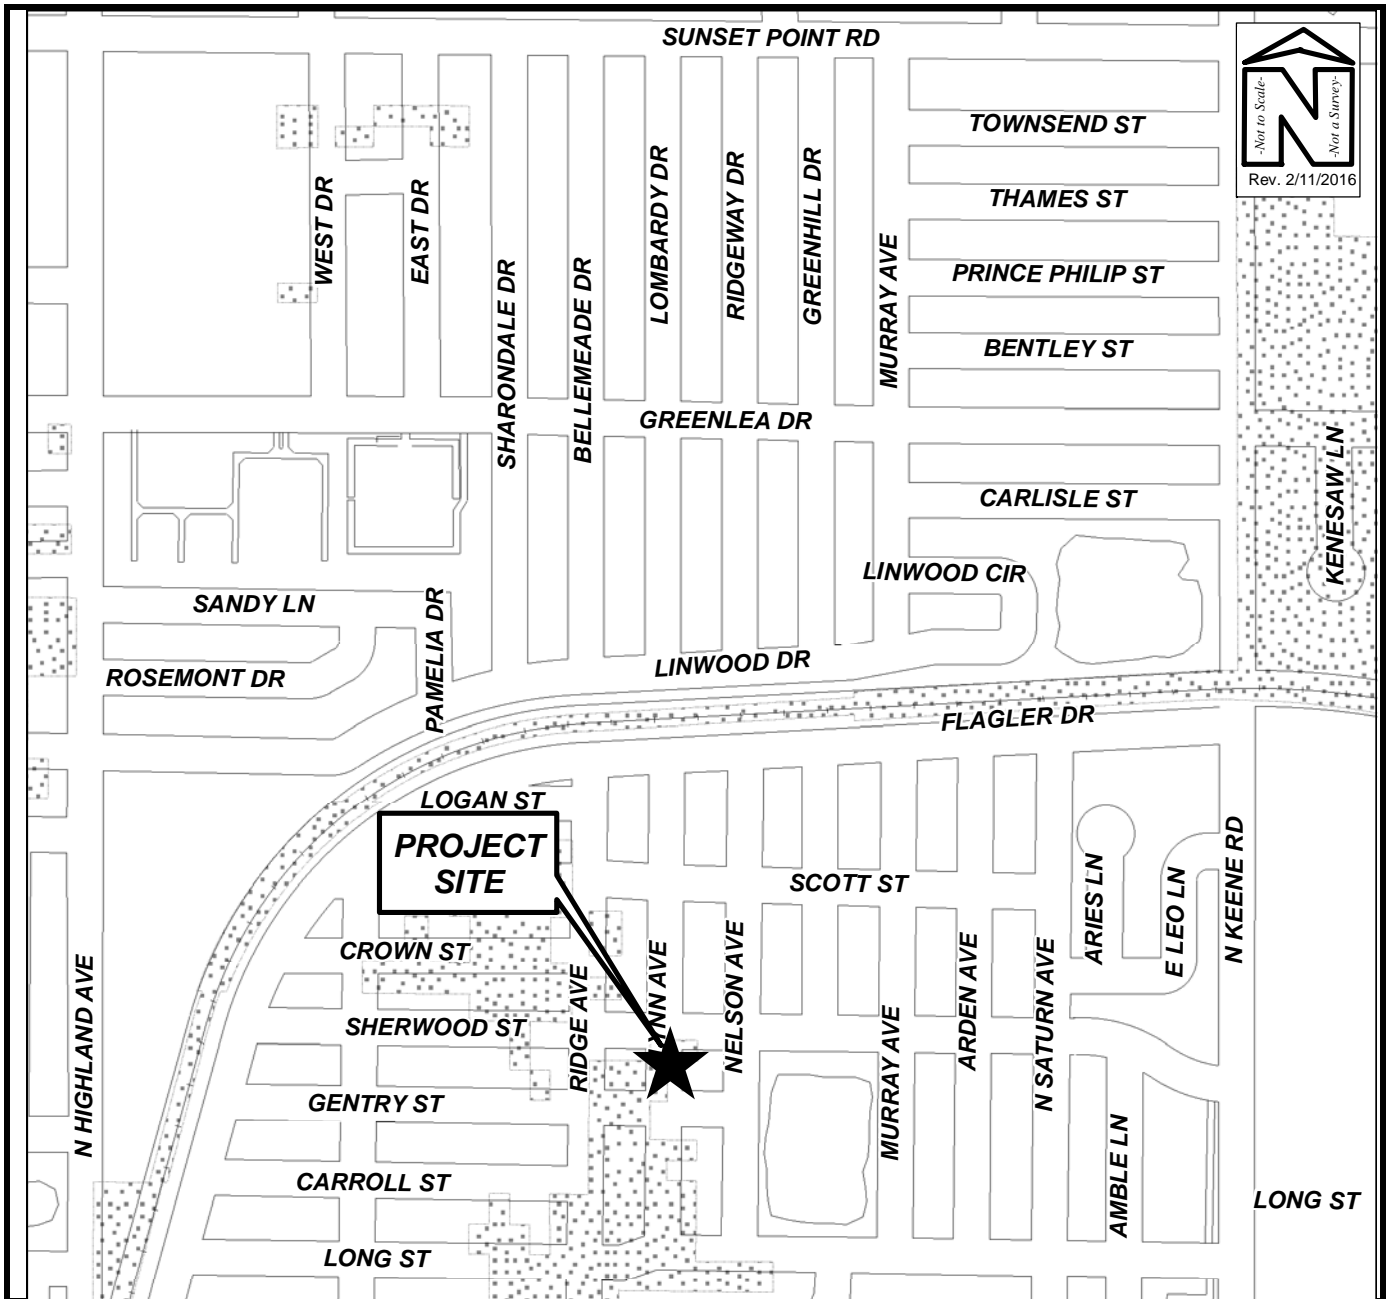 SUNSET POINT RD
-Not to Scale-
-Not a Survey-
Rev. 2/11/2016
TOWNSEND ST
THAMES ST
PRINCE PHILIP ST
BENTLEY ST
WEST DR
EAST DR
SHARONDALE DR
BELLEMEADE DR
LOMBARDY DR
RIDGEWAY DR
GREENHILL DR
MURRAY AVE
GREENLEA DR
CARLISLE ST
KENESAW LN
LINWOOD CIR
SANDY LN
PAMELIA DR
ROSEMONT DR
LINWOOD DR
FLAGLER DR
LOGAN ST
PROJECT
SITE
SCOTT ST
ARIES LN
E LEO LN
N KEENE RD
CROWN ST
N HIGHLAND AVE
SHERWOOD ST
RIDGE AVE
AVE
NELSON AVE
MURRAY AVE
ARDEN AVE
N SATURN AVE
GENTRY ST
AMBLE LN
CARROLL ST
LONG ST
LONG ST